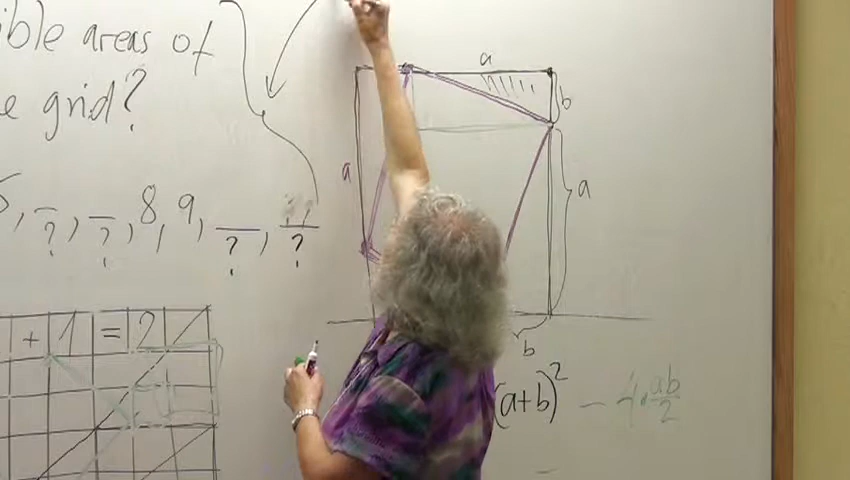 ible areas of
e grid?
, ?, ?, 8, 9, ?, ?
+ 1 = 2
a
b
a
a
b
(a+b)² - 4·ab/2
-